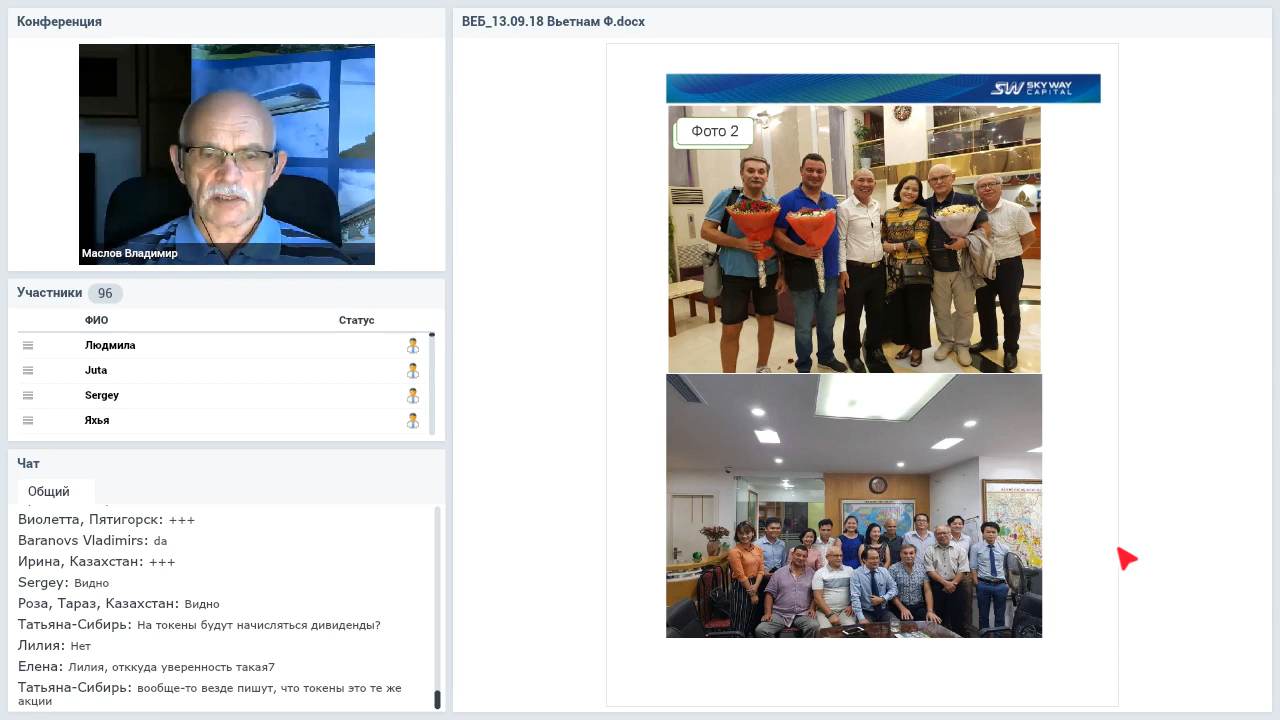 Конференция
Маслов Владимир
Участники 96
ФИО Статус
Людмила
Juta
Sergey
Яхья
Чат
Общий
Виолетта, Пятигорск: +++
Baranovs Vladimirs: da
Ирина, Казахстан: +++
Sergey: Видно
Роза, Тараз, Казахстан: Видно
Татьяна-Сибирь: На токены будут начисляться дивиденды?
Лилия: Нет
Елена: Лилия, отккуда уверенность такая7
Татьяна-Сибирь: вообще-то везде пишут, что токены это те же
акции
ВЕБ_13.09.18 Вьетнам Ф.docx
SW SKY WAY
CAPITAL
Фото 2